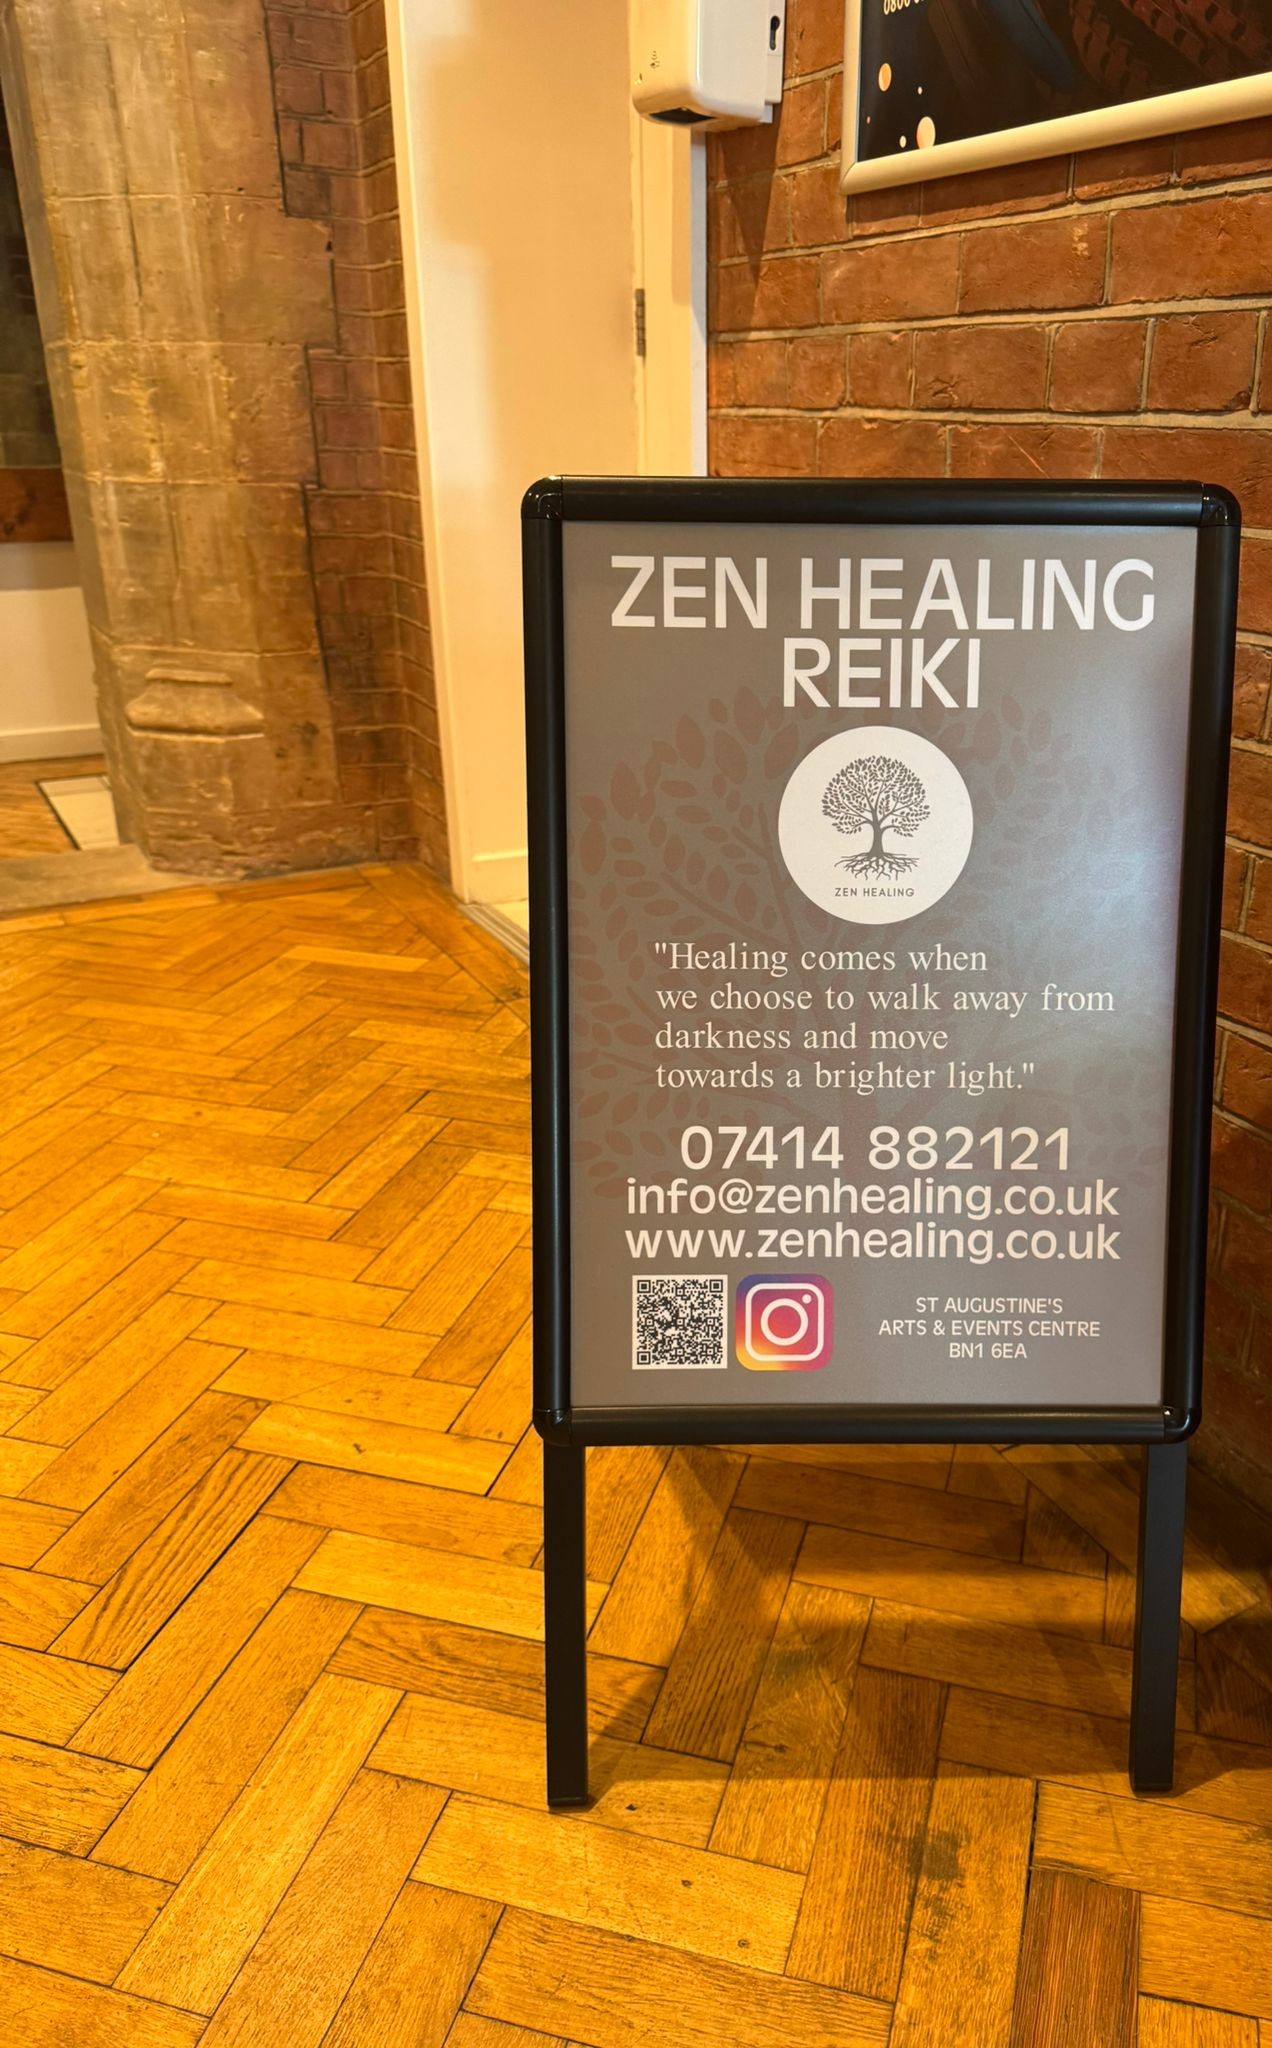 ZEN HEALING
REIKI
ZEN HEALING
"Healing comes when
we choose to walk away from
darkness and move
towards a brighter light."
07414 882121
info@zenhealing.co.uk
www.zenhealing.co.uk
ST AUGUSTINE'S
ARTS & EVENTS CENTRE
BN1 6EA